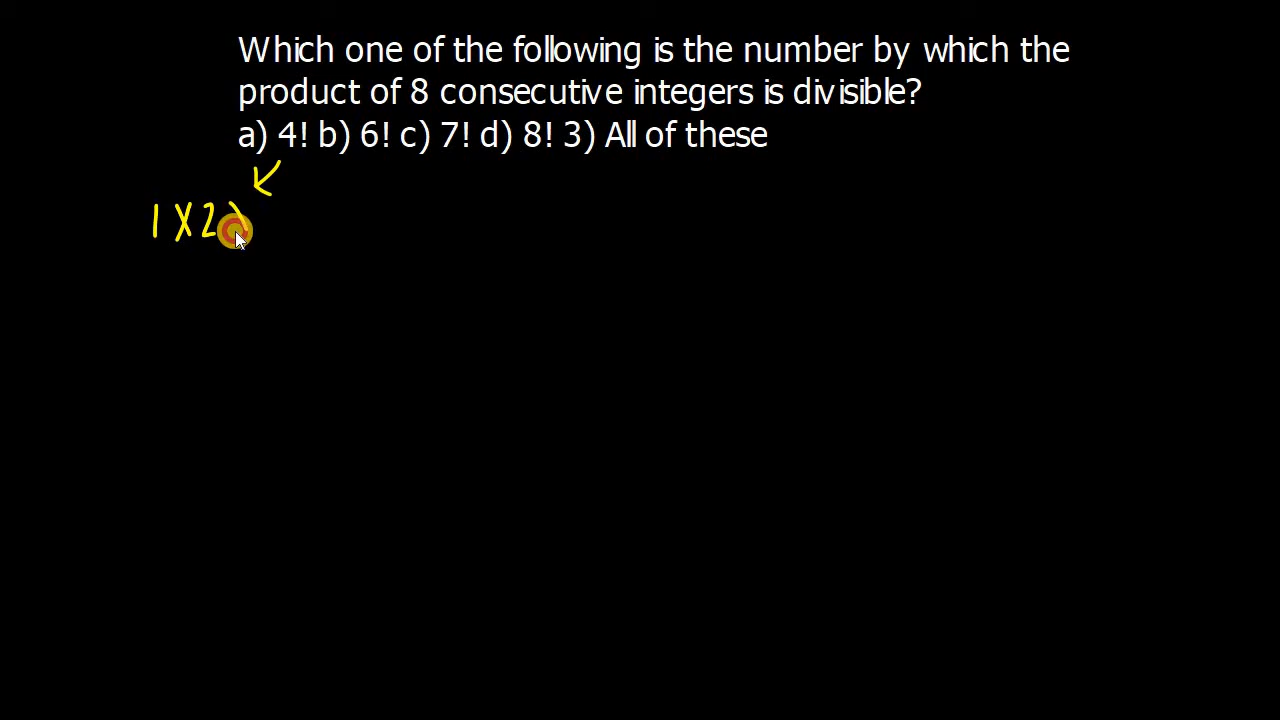 Which one of the following is the number by which the
product of 8 consecutive integers is divisible?
a) 4! b) 6! c) 7! d) 8! 3) All of these
1 X 2